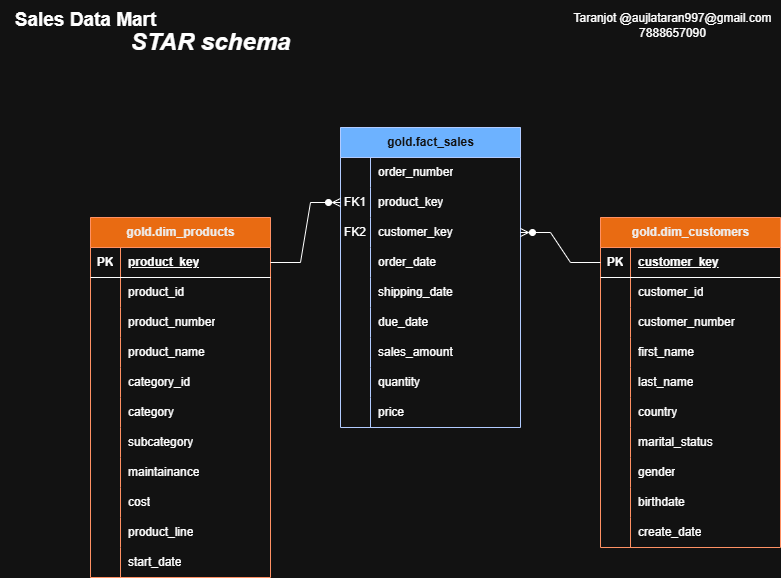 Sales Data Mart
STAR schema
Taranjot @aujlataran997@gmail.com
7888657090
gold.fact_sales
order_number
FK1 product_key
FK2 customer_key
order_date
shipping_date
due_date
sales_amount
quantity
price
gold.dim_products
PK product_key
product_id
product_number
product_name
category_id
category
subcategory
maintainance
cost
product_line
start_date
gold.dim_customers
PK customer_key
customer_id
customer_number
first_name
last_name
country
marital_status
gender
birthdate
create_date